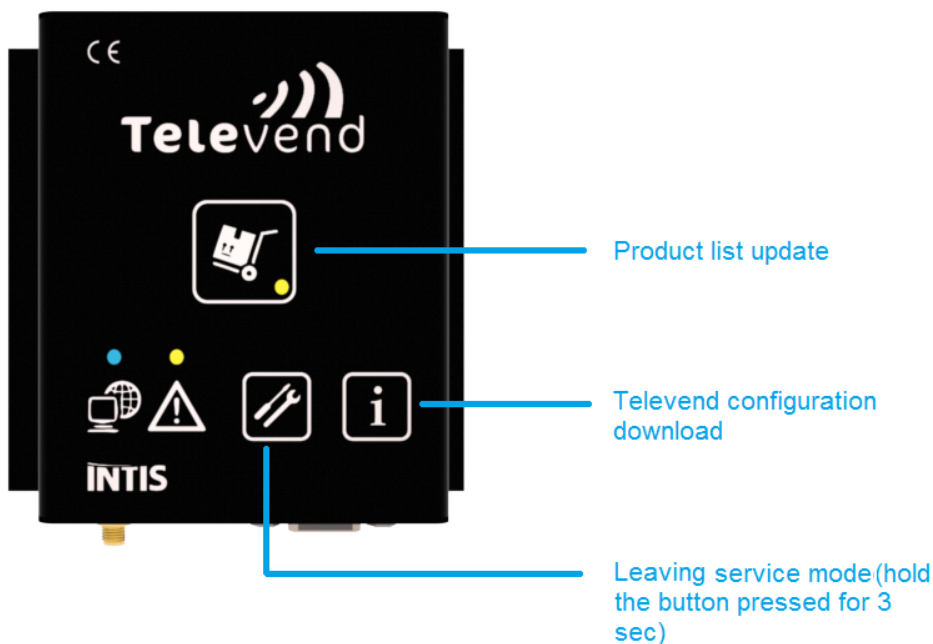 CE
Televend
Product list update
Televend configuration
download
i
INTIS
Leaving service mode(hold
the button pressed for 3
sec)